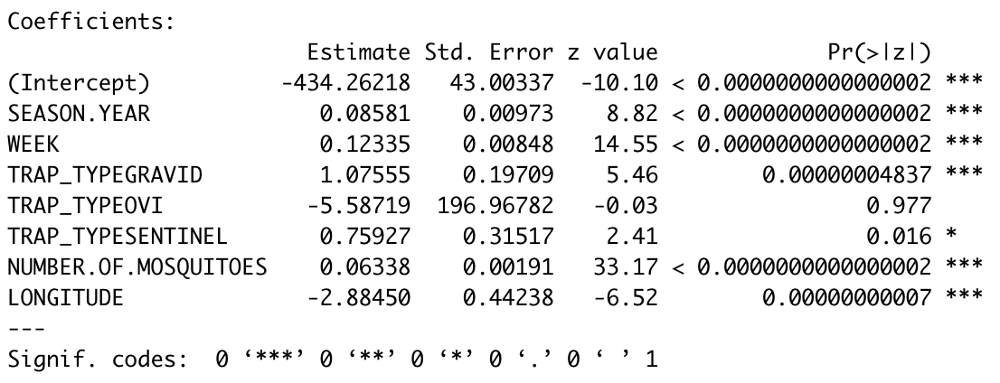 Coefficients:
Estimate Std. Error z value Pr(>|z|)
(Intercept) -434.26218 43.00337 -10.10 < 0.0000000000000002 ***
SEASON.YEAR 0.08581 0.00973 8.82 < 0.0000000000000002 ***
WEEK 0.12335 0.00848 14.55 < 0.0000000000000002 ***
TRAP_TYPEGRAVID 1.07555 0.19709 5.46 0.00000004837 ***
TRAP_TYPEOVI -5.58719 196.96782 -0.03 0.977
TRAP_TYPESENTINEL 0.75927 0.31517 2.41 0.016 *
NUMBER.OF.MOSQUITOES 0.06338 0.00191 33.17 < 0.0000000000000002 ***
LONGITUDE -2.88450 0.44238 -6.52 0.00000000007 ***
---
Signif. codes: 0 ‘***’ 0 ‘**’ 0 ‘*’ 0 ‘.’ 0 ‘ ’ 1